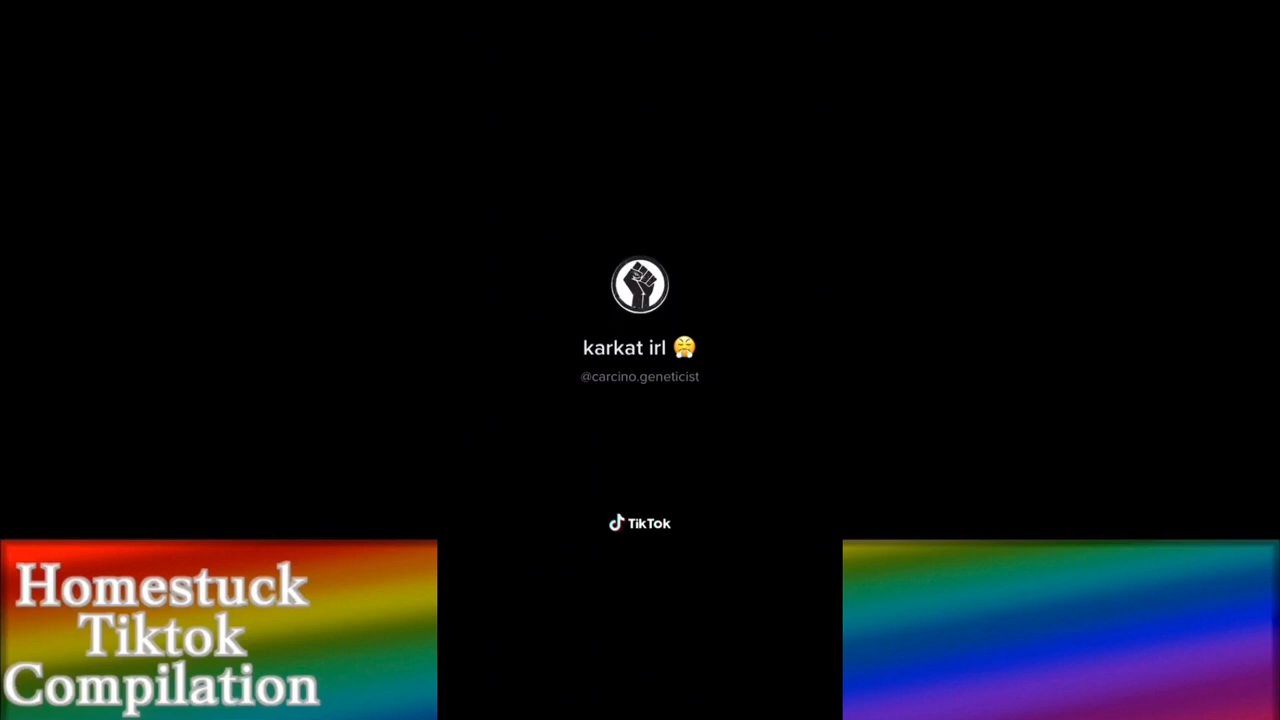 karkat irl 😤
@carcino.geneticist
TikTok
Homestuck
Tiktok
Compilation